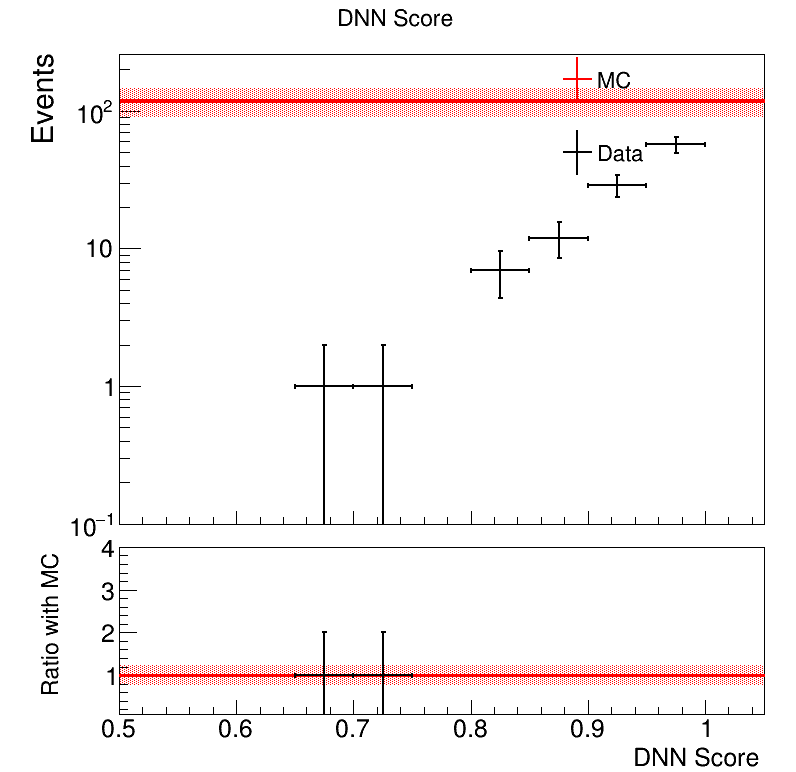 DNN Score
Events
10²
10
1
10⁻¹
MC
Data
Ratio with MC
4
3
2
1
0.5 0.6 0.7 0.8 0.9 1
DNN Score